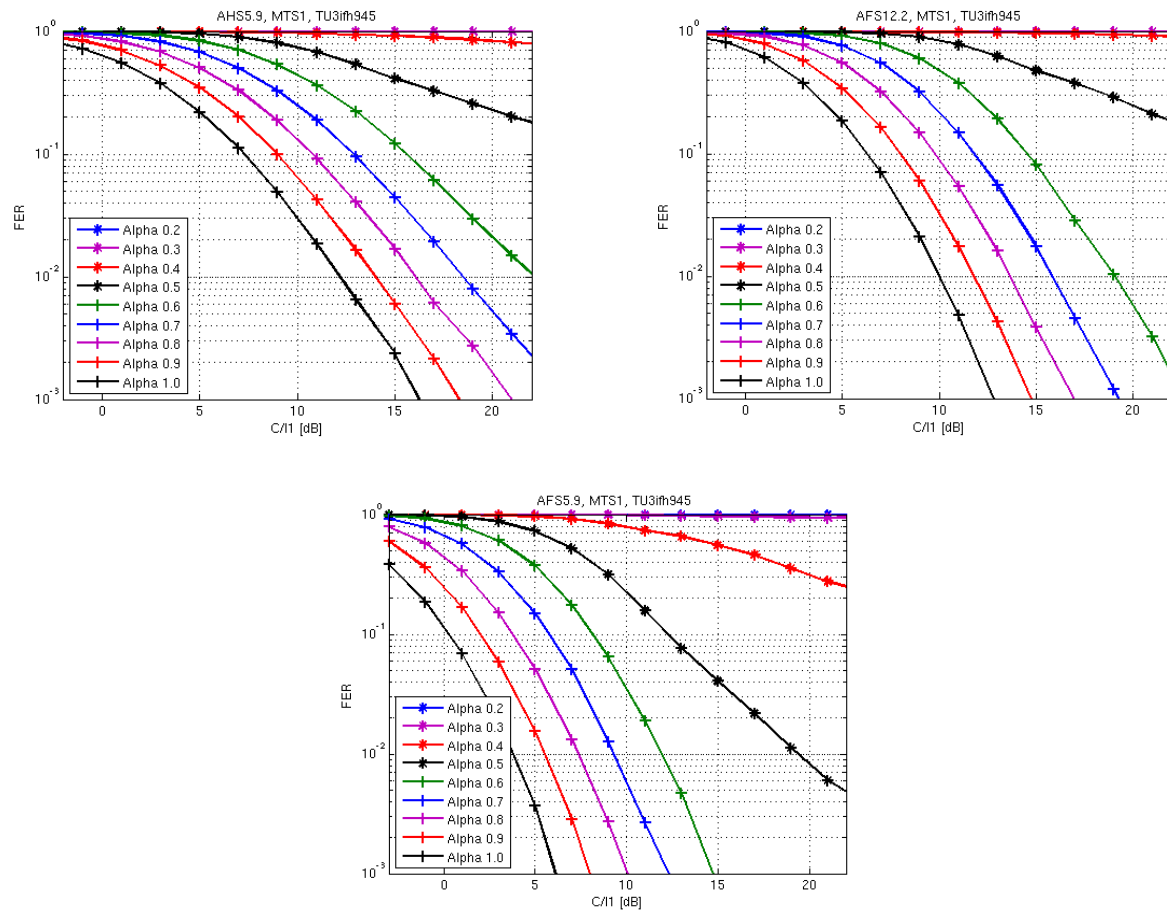 AHS5.9, MTS1, TU3ifh945
10^0
10^-1
10^-2
10^-3
FER
Alpha 0.2
Alpha 0.3
Alpha 0.4
Alpha 0.5
Alpha 0.6
Alpha 0.7
Alpha 0.8
Alpha 0.9
Alpha 1.0
0 5 10 15 20
C/I1 [dB]
AFS12.2, MTS1, TU3ifh945
10^0
10^-1
10^-2
10^-3
FER
Alpha 0.2
Alpha 0.3
Alpha 0.4
Alpha 0.5
Alpha 0.6
Alpha 0.7
Alpha 0.8
Alpha 0.9
Alpha 1.0
0 5 10 15 20
C/I1 [dB]
AFS5.9, MTS1, TU3ifh945
10^0
10^-1
10^-2
10^-3
FER
Alpha 0.2
Alpha 0.3
Alpha 0.4
Alpha 0.5
Alpha 0.6
Alpha 0.7
Alpha 0.8
Alpha 0.9
Alpha 1.0
0 5 10 15 20
C/I1 [dB]